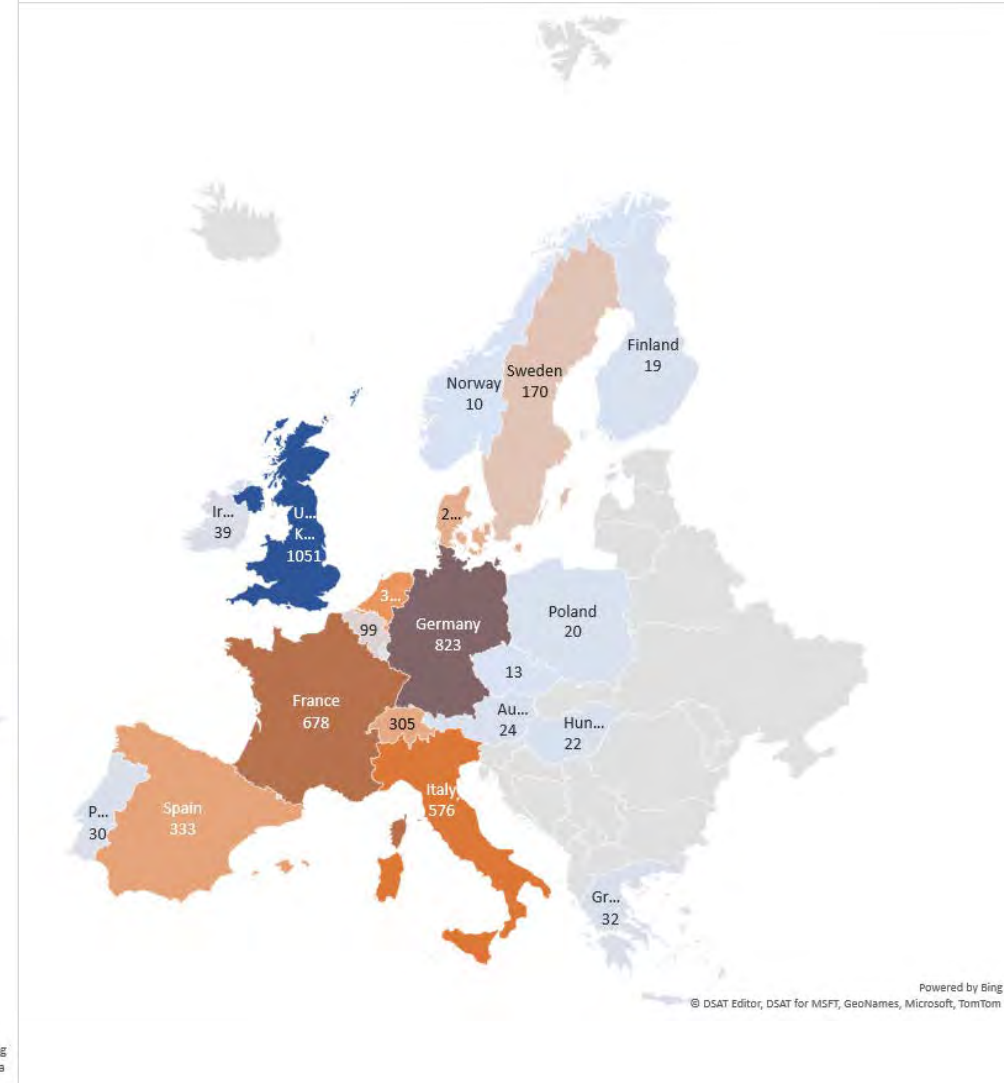 Finland
19
Sweden
170
Norway
10
Ir...
39
U...
K...
1051
2...
3...
99
Germany
823
Poland
20
13
France
678
305
Au...
24
Hun...
22
Italy
576
Spain
333
P...
30
Gr...
32
Powered by Bing
© DSAT Editor, DSAT for MSFT, GeoNames, Microsoft, TomTom
g
a